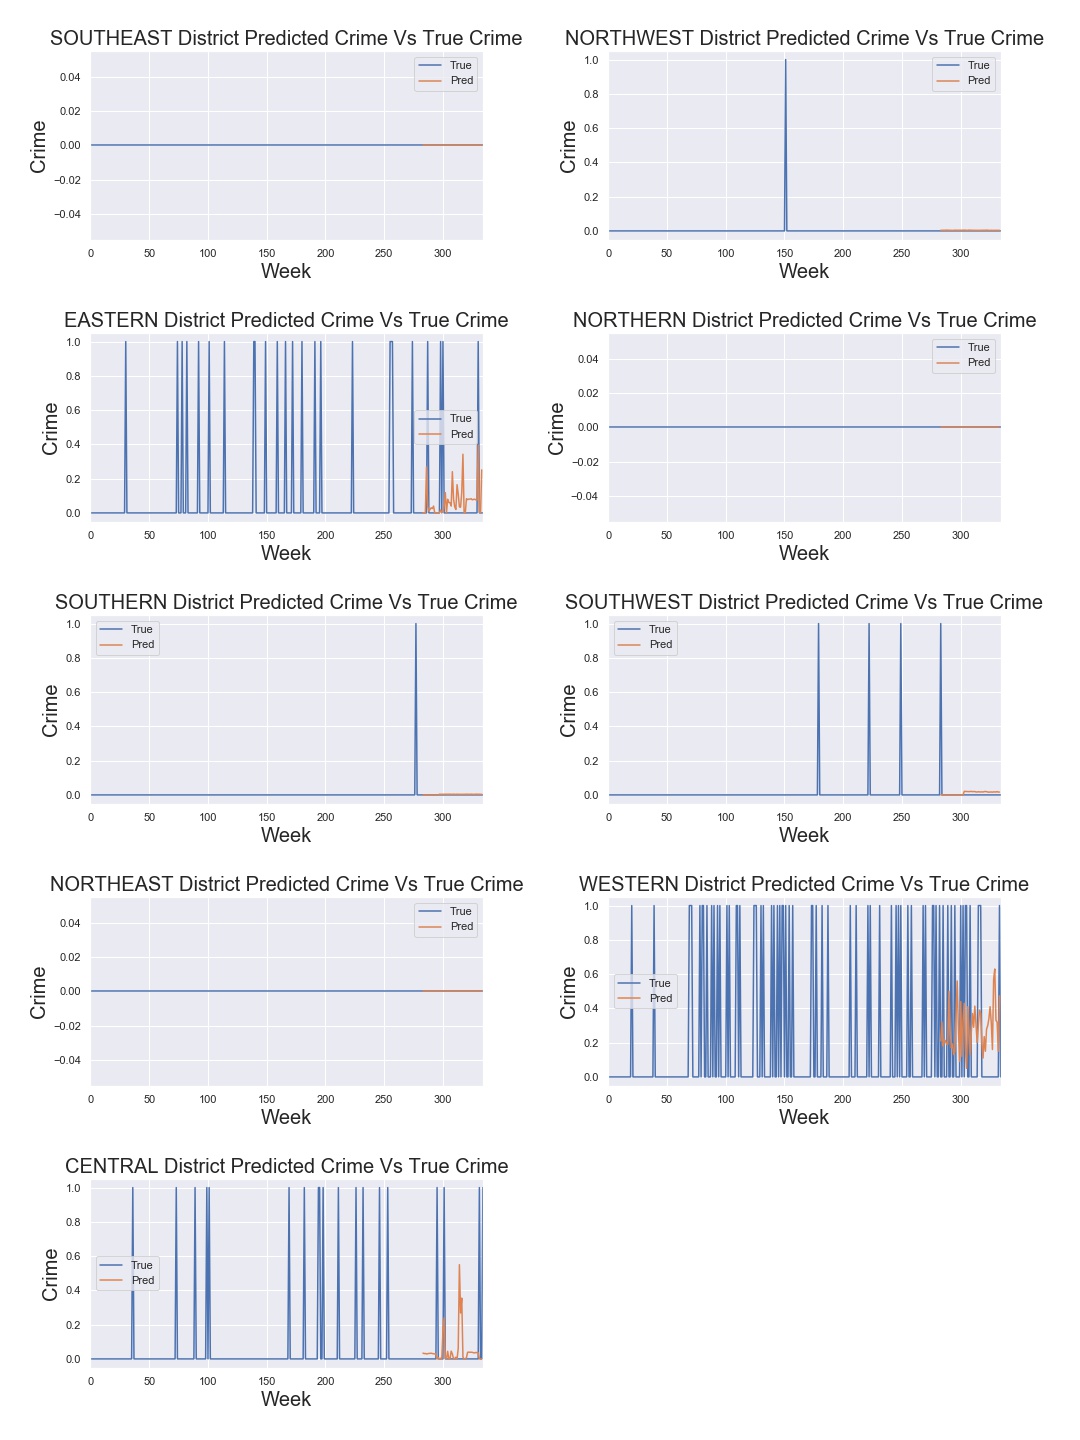 SOUTHEAST District Predicted Crime Vs True Crime
True
Pred
0.04
0.02
0.00
−0.02
−0.04
Crime
0 50 100 150 200 250 300
Week
NORTHWEST District Predicted Crime Vs True Crime
True
Pred
1.0
0.8
0.6
0.4
0.2
0.0
Crime
0 50 100 150 200 250 300
Week
EASTERN District Predicted Crime Vs True Crime
1.0
0.8
0.6
0.4
0.2
0.0
True
Pred
Crime
0 50 100 150 200 250 300
Week
NORTHERN District Predicted Crime Vs True Crime
True
Pred
0.04
0.02
0.00
−0.02
−0.04
Crime
0 50 100 150 200 250 300
Week
SOUTHERN District Predicted Crime Vs True Crime
True
Pred
1.0
0.8
0.6
0.4
0.2
0.0
Crime
0 50 100 150 200 250 300
Week
SOUTHWEST District Predicted Crime Vs True Crime
True
Pred
1.0
0.8
0.6
0.4
0.2
0.0
Crime
0 50 100 150 200 250 300
Week
NORTHEAST District Predicted Crime Vs True Crime
True
Pred
0.04
0.02
0.00
−0.02
−0.04
Crime
0 50 100 150 200 250 300
Week
WESTERN District Predicted Crime Vs True Crime
1.0
0.8
0.6
0.4
0.2
0.0
True
Pred
Crime
0 50 100 150 200 250 300
Week
CENTRAL District Predicted Crime Vs True Crime
1.0
0.8
0.6
0.4
0.2
0.0
True
Pred
Crime
0 50 100 150 200 250 300
Week